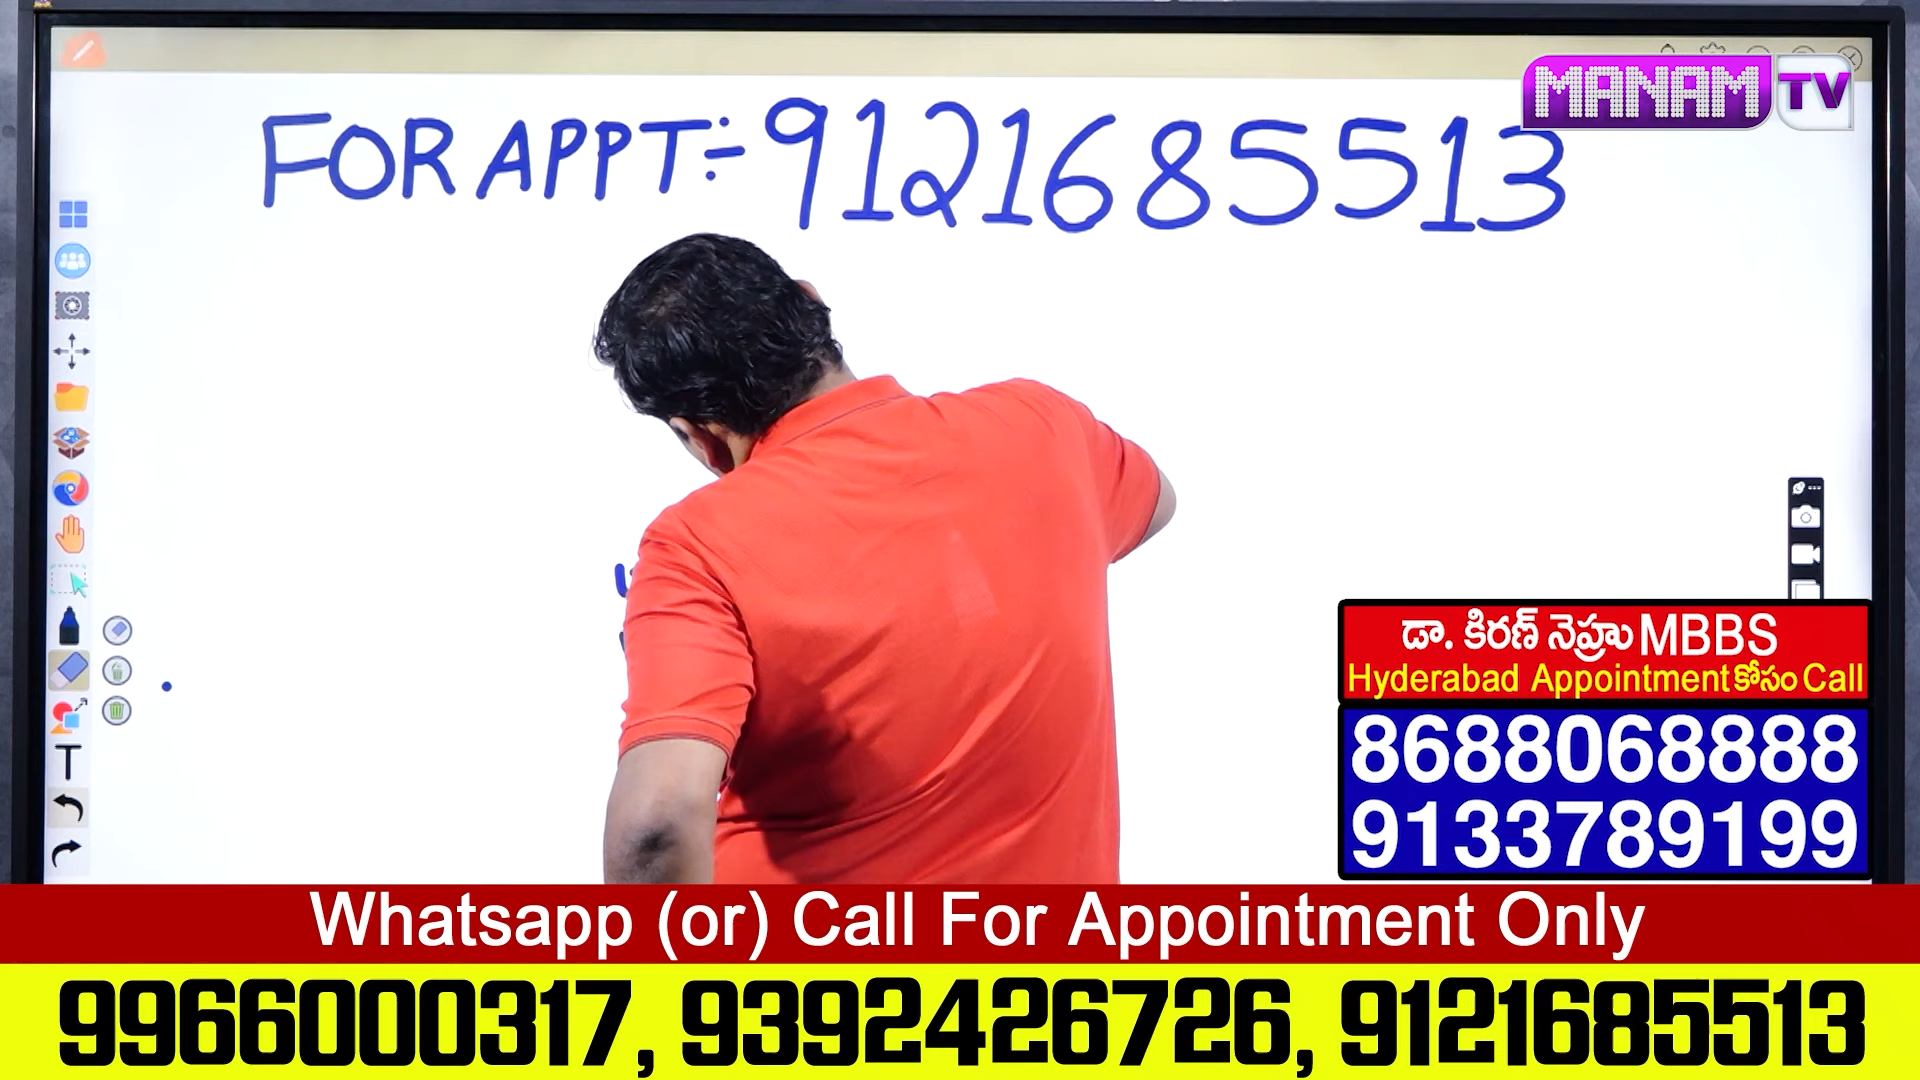 MANAM TV
FOR APPT:- 9121685513
T
డా. కిరణ్ నెహ్రు MBBS
Hyderabad Appointment కోసం Call
8688068888
9133789199
Whatsapp (or) Call For Appointment Only
9966000317, 9392426726, 9121685513